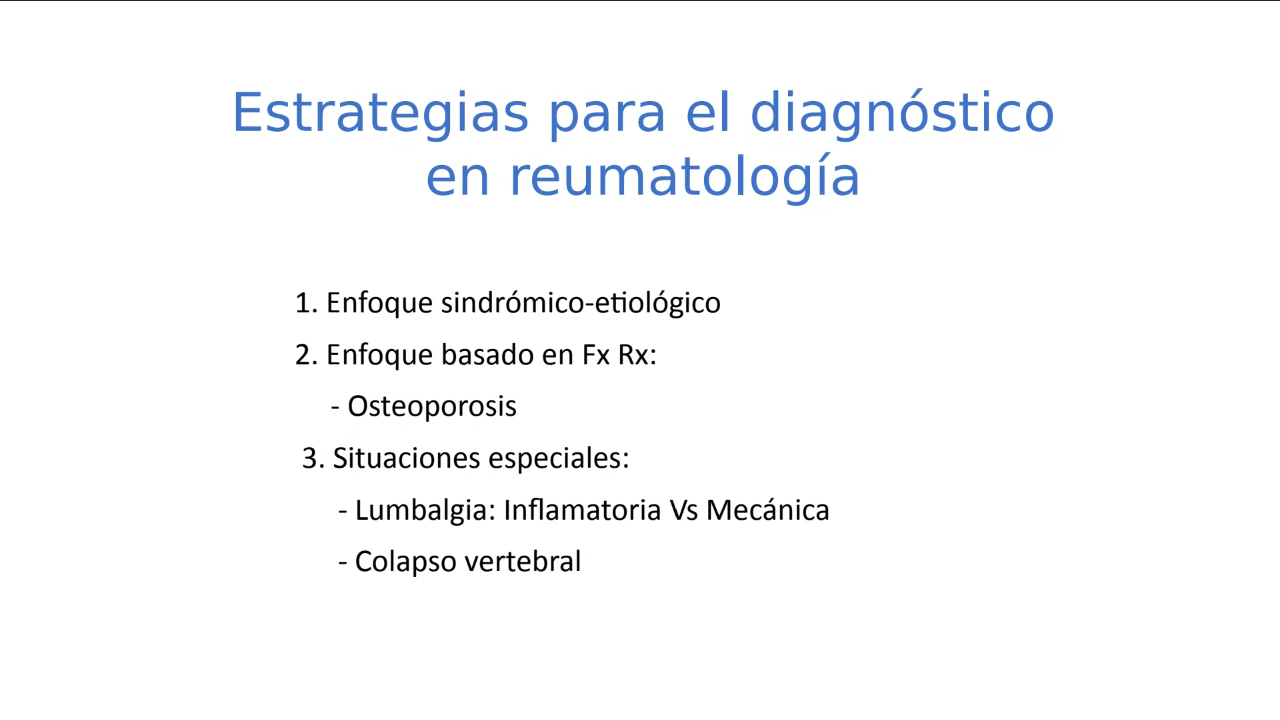 Estrategias para el diagnóstico
en reumatología
1. Enfoque sindrómico-etiológico
2. Enfoque basado en Fx Rx:
- Osteoporosis
3. Situaciones especiales:
- Lumbalgia: Inflamatoria Vs Mecánica
- Colapso vertebral